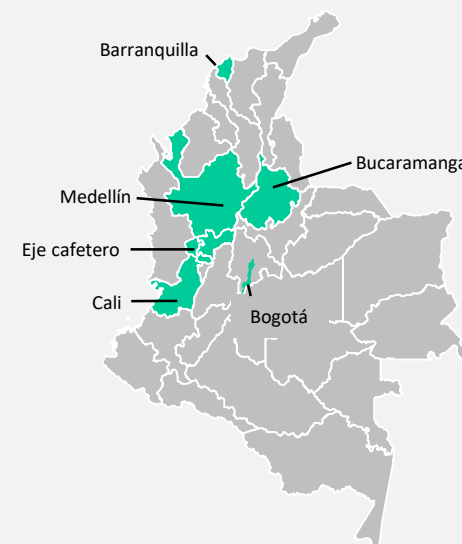 Barranquilla
Bucaramanga
Medellín
Eje cafetero
Cali
Bogotá